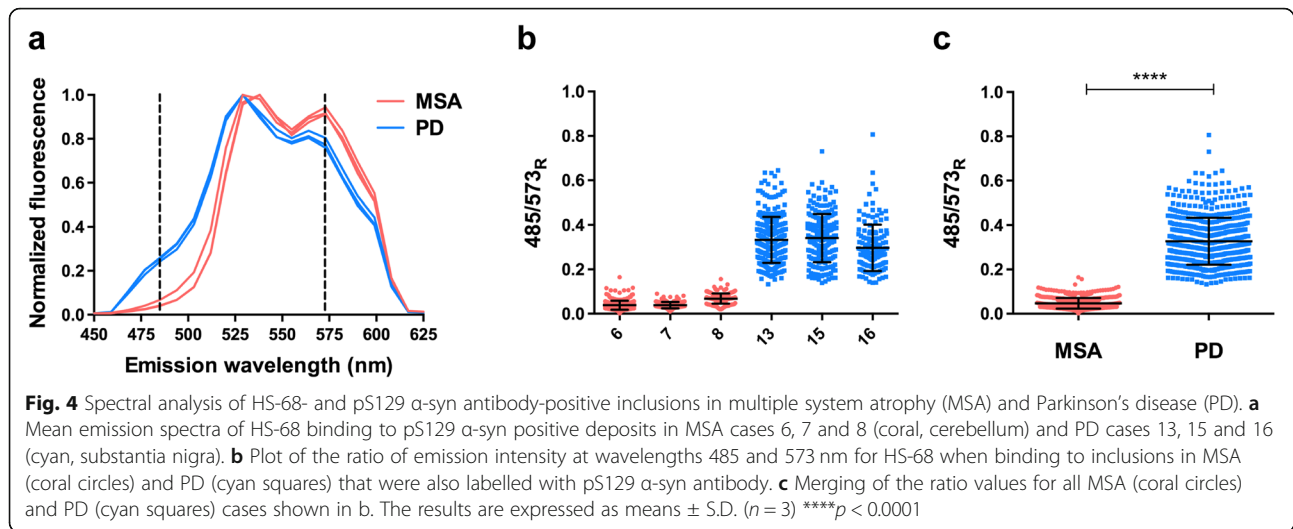 a
Normalized fluorescence
1.0
0.8
0.6
0.4
0.2
0.0
450 475 500 525 550 575 600 625
Emission wavelength (nm)
MSA
PD
b
485/573R
1.0
0.8
0.6
0.4
0.2
0.0
6 7 8 13 15 16
c
485/573R
1.0
0.8
0.6
0.4
0.2
0.0
****
MSA PD
Fig. 4 Spectral analysis of HS-68- and pS129 α-syn antibody-positive inclusions in multiple system atrophy (MSA) and Parkinson's disease (PD). a
Mean emission spectra of HS-68 binding to pS129 α-syn positive deposits in MSA cases 6, 7 and 8 (coral, cerebellum) and PD cases 13, 15 and 16
(cyan, substantia nigra). b Plot of the ratio of emission intensity at wavelengths 485 and 573 nm for HS-68 when binding to inclusions in MSA
(coral circles) and PD (cyan squares) that were also labelled with pS129 α-syn antibody. c Merging of the ratio values for all MSA (coral circles)
and PD (cyan squares) cases shown in b. The results are expressed as means ± S.D. (n = 3) ****p < 0.0001